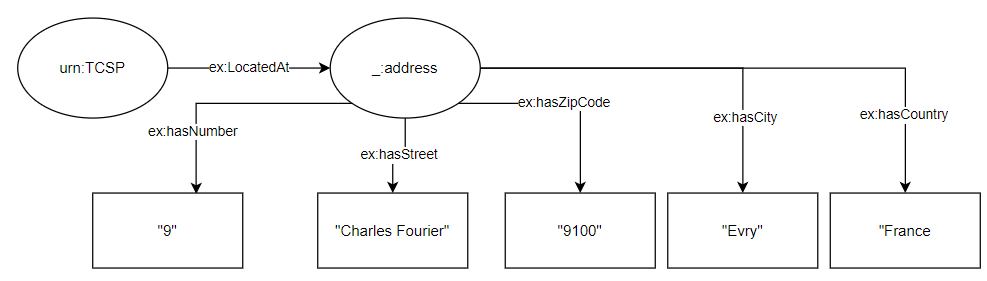 urn:TCSP
ex:LocatedAt
_:address
ex:hasNumber
ex:hasStreet
ex:hasZipCode
ex:hasCity
ex:hasCountry
"9"
"Charles Fourier"
"9100"
"Evry"
"France